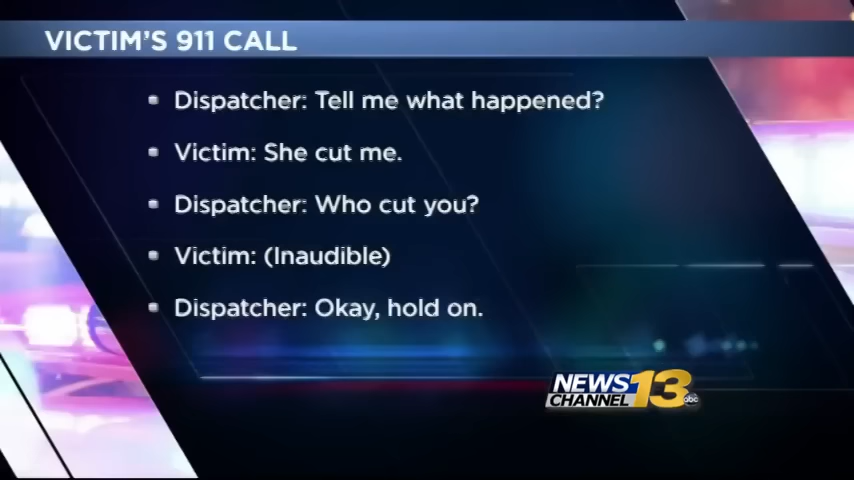 VICTIM'S 911 CALL
Dispatcher: Tell me what happened?
Victim: She cut me.
Dispatcher: Who cut you?
Victim: (Inaudible)
Dispatcher: Okay, hold on.
NEWS 13
CHANNEL abc